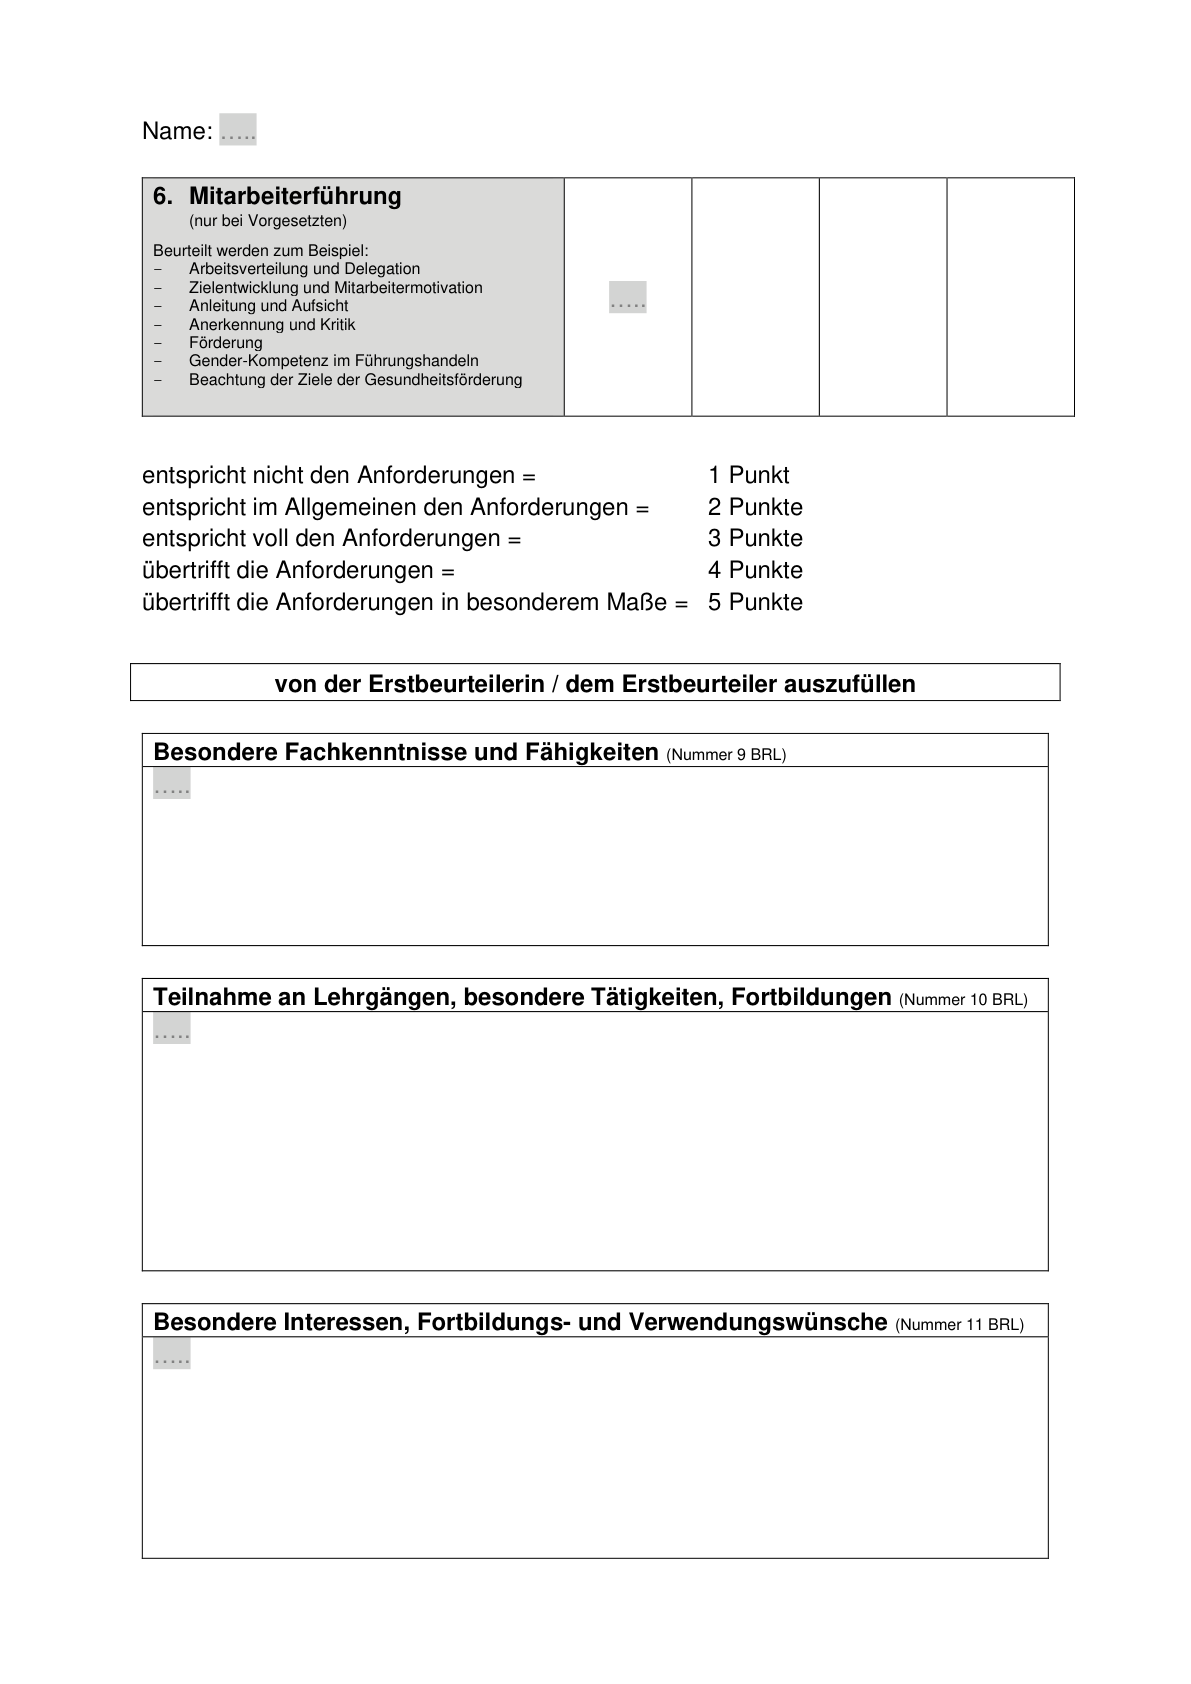 Name: .....
6. Mitarbeiterführung
(nur bei Vorgesetzten)
Beurteilt werden zum Beispiel:
– Arbeitsverteilung und Delegation
– Zielentwicklung und Mitarbeitermotivation
– Anleitung und Aufsicht
– Anerkennung und Kritik
– Förderung
– Gender-Kompetenz im Führungshandeln
– Beachtung der Ziele der Gesundheitsförderung
.....
entspricht nicht den Anforderungen = 1 Punkt
entspricht im Allgemeinen den Anforderungen = 2 Punkte
entspricht voll den Anforderungen = 3 Punkte
übertrifft die Anforderungen = 4 Punkte
übertrifft die Anforderungen in besonderem Maße = 5 Punkte
von der Erstbeurteilerin / dem Erstbeurteiler auszufüllen
Besondere Fachkenntnisse und Fähigkeiten (Nummer 9 BRL)
.....
Teilnahme an Lehrgängen, besondere Tätigkeiten, Fortbildungen (Nummer 10 BRL)
.....
Besondere Interessen, Fortbildungs- und Verwendungswünsche (Nummer 11 BRL)
.....